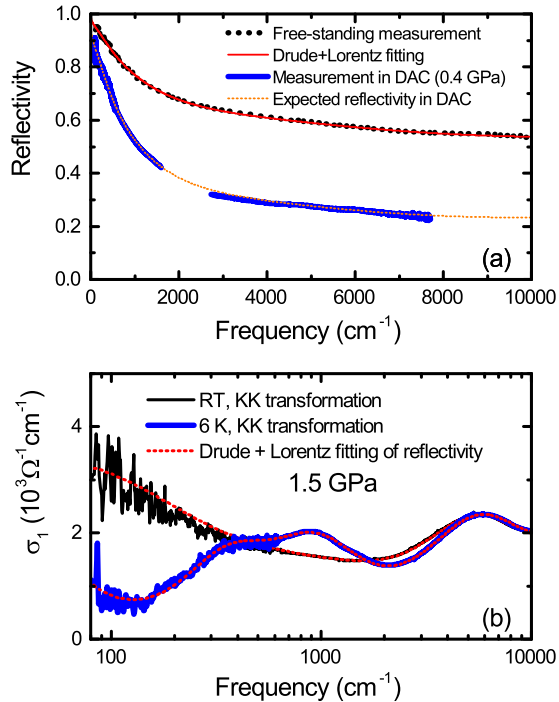 1.0
0.8
0.6
0.4
0.2
0.0
Reflectivity
Free-standing measurement
Drude+Lorentz fitting
Measurement in DAC (0.4 GPa)
Expected reflectivity in DAC
(a)
0 2000 4000 6000 8000 10000
Frequency (cm⁻¹)
4
2
0
σ₁ (10³Ω⁻¹cm⁻¹)
RT, KK transformation
6 K, KK transformation
Drude + Lorentz fitting of reflectivity
1.5 GPa
(b)
100 1000 10000
Frequency (cm⁻¹)